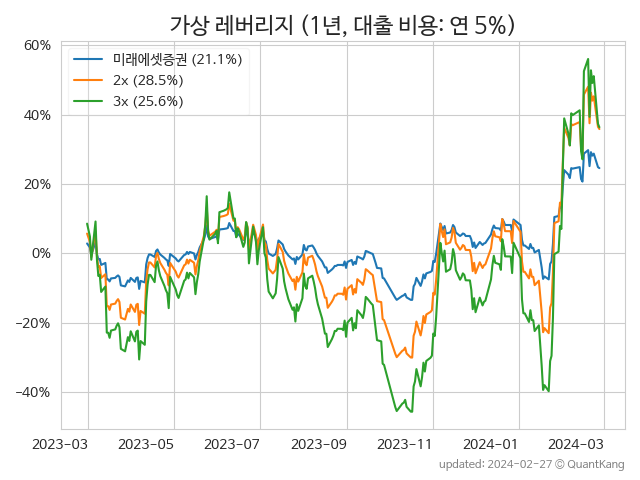 가상 레버리지 (1년, 대출 비용: 연 5%)
60%
40%
20%
0%
−20%
−40%
미래에셋증권 (21.1%)
2x (28.5%)
3x (25.6%)
2023-03 2023-05 2023-07 2023-09 2023-11 2024-01 2024-03
updated: 2024-02-27 © QuantKang